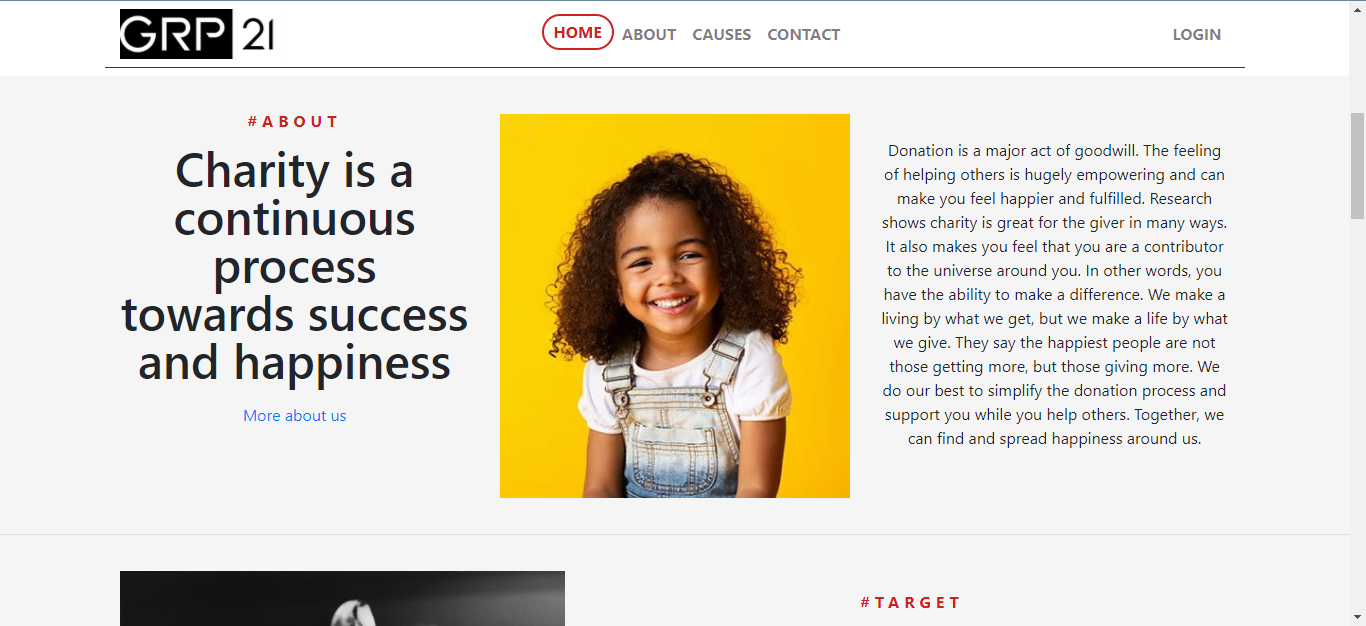 GRP 21
HOME ABOUT CAUSES CONTACT LOGIN
#ABOUT
Charity is a
continuous
process
towards success
and happiness
More about us
Donation is a major act of goodwill. The feeling
of helping others is hugely empowering and can
make you feel happier and fulfilled. Research
shows charity is great for the giver in many ways.
It also makes you feel that you are a contributor
to the universe around you. In other words, you
have the ability to make a difference. We make a
living by what we get, but we make a life by what
we give. They say the happiest people are not
those getting more, but those giving more. We
do our best to simplify the donation process and
support you while you help others. Together, we
can find and spread happiness around us.
#TARGET